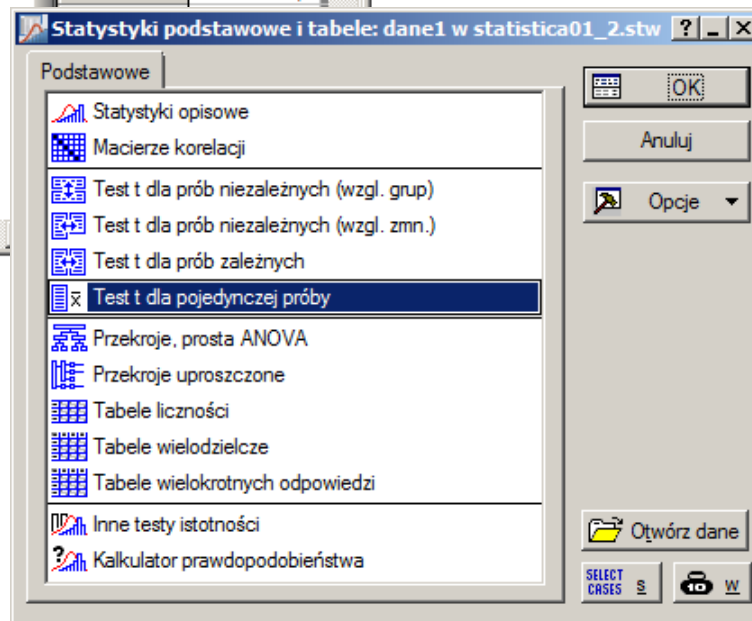 Statystyki podstawowe i tabele: dane1 w statistica01_2.stw
Podstawowe
Statystyki opisowe
Macierze korelacji
Test t dla prób niezależnych (wzgl. grup)
Test t dla prób niezależnych (wzgl. zmn.)
Test t dla prób zależnych
Test t dla pojedynczej próby
Przekroje, prosta ANOVA
Przekroje uproszczone
Tabele liczności
Tabele wielodzielcze
Tabele wielokrotnych odpowiedzi
Inne testy istotności
Kalkulator prawdopodobieństwa
OK
Anuluj
Opcje
Otwórz dane
SELECT
CASES
S
W